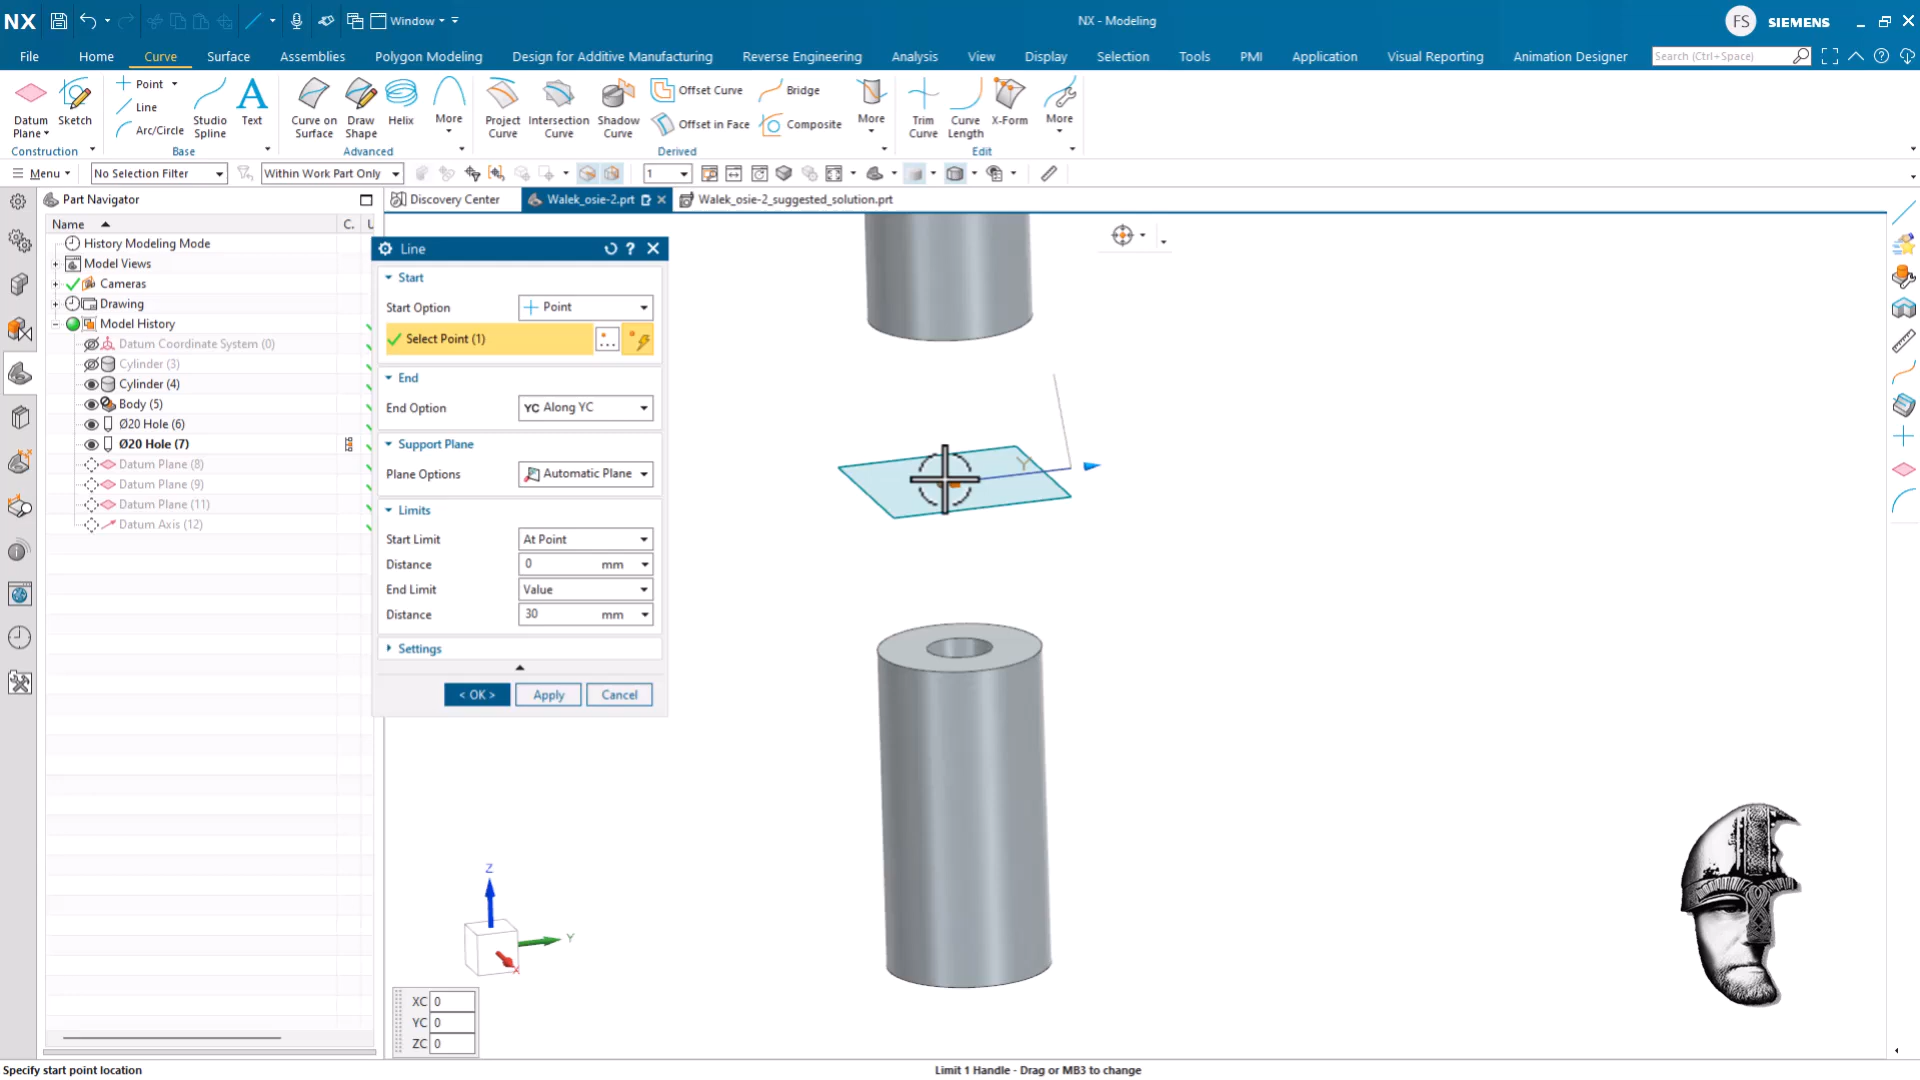 NX
Window
NX - Modeling
FS
SIEMENS
File
Home
Curve
Surface
Assemblies
Polygon Modeling
Design for Additive Manufacturing
Reverse Engineering
Analysis
View
Display
Selection
Tools
PMI
Application
Visual Reporting
Animation Designer
Search (Ctrl+Space)
Datum Plane
Sketch
Point
Line
Arc/Circle
Studio Spline
Text
Curve on Surface
Draw Shape
Helix
More
Project Curve
Intersection Curve
Shadow Curve
Offset Curve
Offset in Face
Bridge
Composite
More
Trim Curve
Curve Length
X-Form
More
Construction
Base
Advanced
Derived
Edit
Menu
No Selection Filter
Within Work Part Only
1
Part Navigator
Discovery Center
Walek_osie-2.prt
Walek_osie-2_suggested_solution.prt
Name
C.
History Modeling Mode
Model Views
Cameras
Drawing
Model History
Datum Coordinate System (0)
Cylinder (3)
Cylinder (4)
Body (5)
Ø20 Hole (6)
Ø20 Hole (7)
Datum Plane (8)
Datum Plane (9)
Datum Plane (11)
Datum Axis (12)
Line
Start
Start Option
Point
Select Point (1)
End
End Option
YC Along YC
Support Plane
Plane Options
Automatic Plane
Limits
Start Limit
At Point
Distance
0
mm
End Limit
Value
Distance
30
mm
Settings
< OK >
Apply
Cancel
Y
Z
Y
X
XC 0
YC 0
ZC 0
Specify start point location
Limit 1 Handle - Drag or MB3 to change